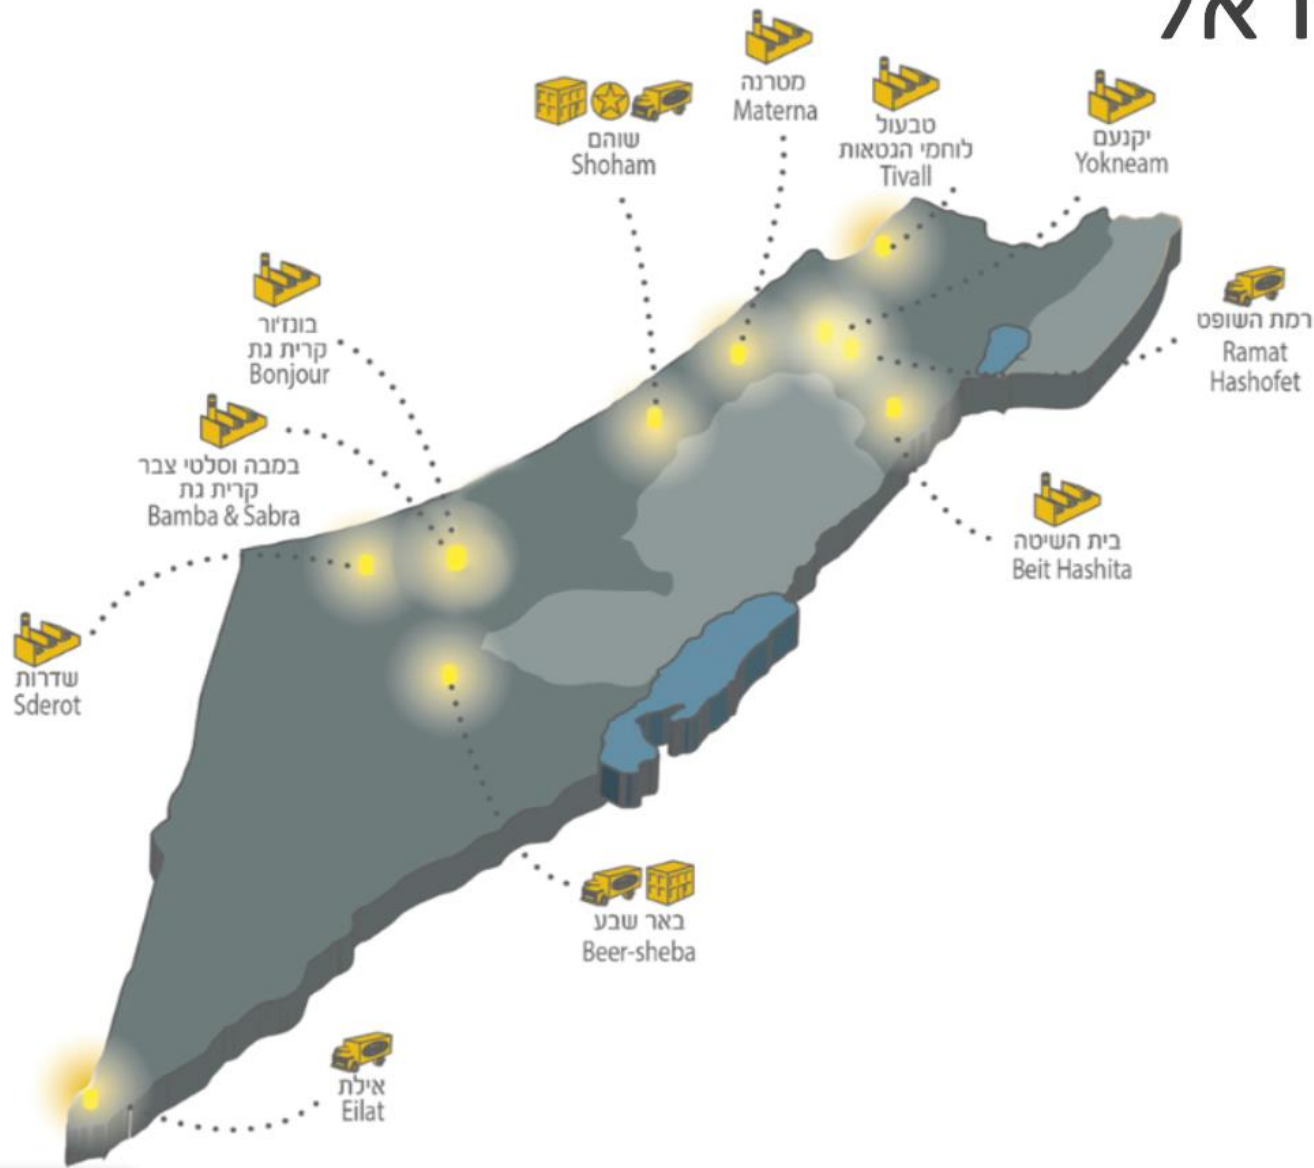 מטרנה
Materna
טבעול
לוחמי הגטאות
Tivall
יקנעם
Yokneam
שוהם
Shoham
בונז'ור
קרית גת
Bonjour
רמת השופט
Ramat
Hashofet
במבה וסלטי צבר
קרית גת
Bamba & Sabra
בית השיטה
Beit Hashita
שדרות
Sderot
באר שבע
Beer-sheba
אילת
Eilat